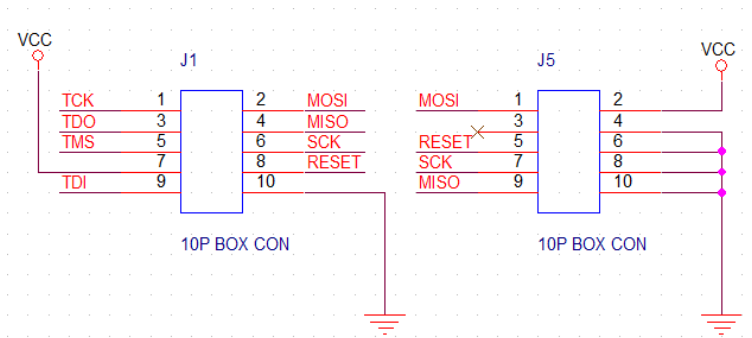 VCC
J1
TCK 1 2 MOSI
TDO 3 4 MISO
TMS 5 6 SCK
7 8 RESET
TDI 9 10
10P BOX CON
VCC
J5
MOSI 1 2
3 4
RESET 5 6
SCK 7 8
MISO 9 10
10P BOX CON